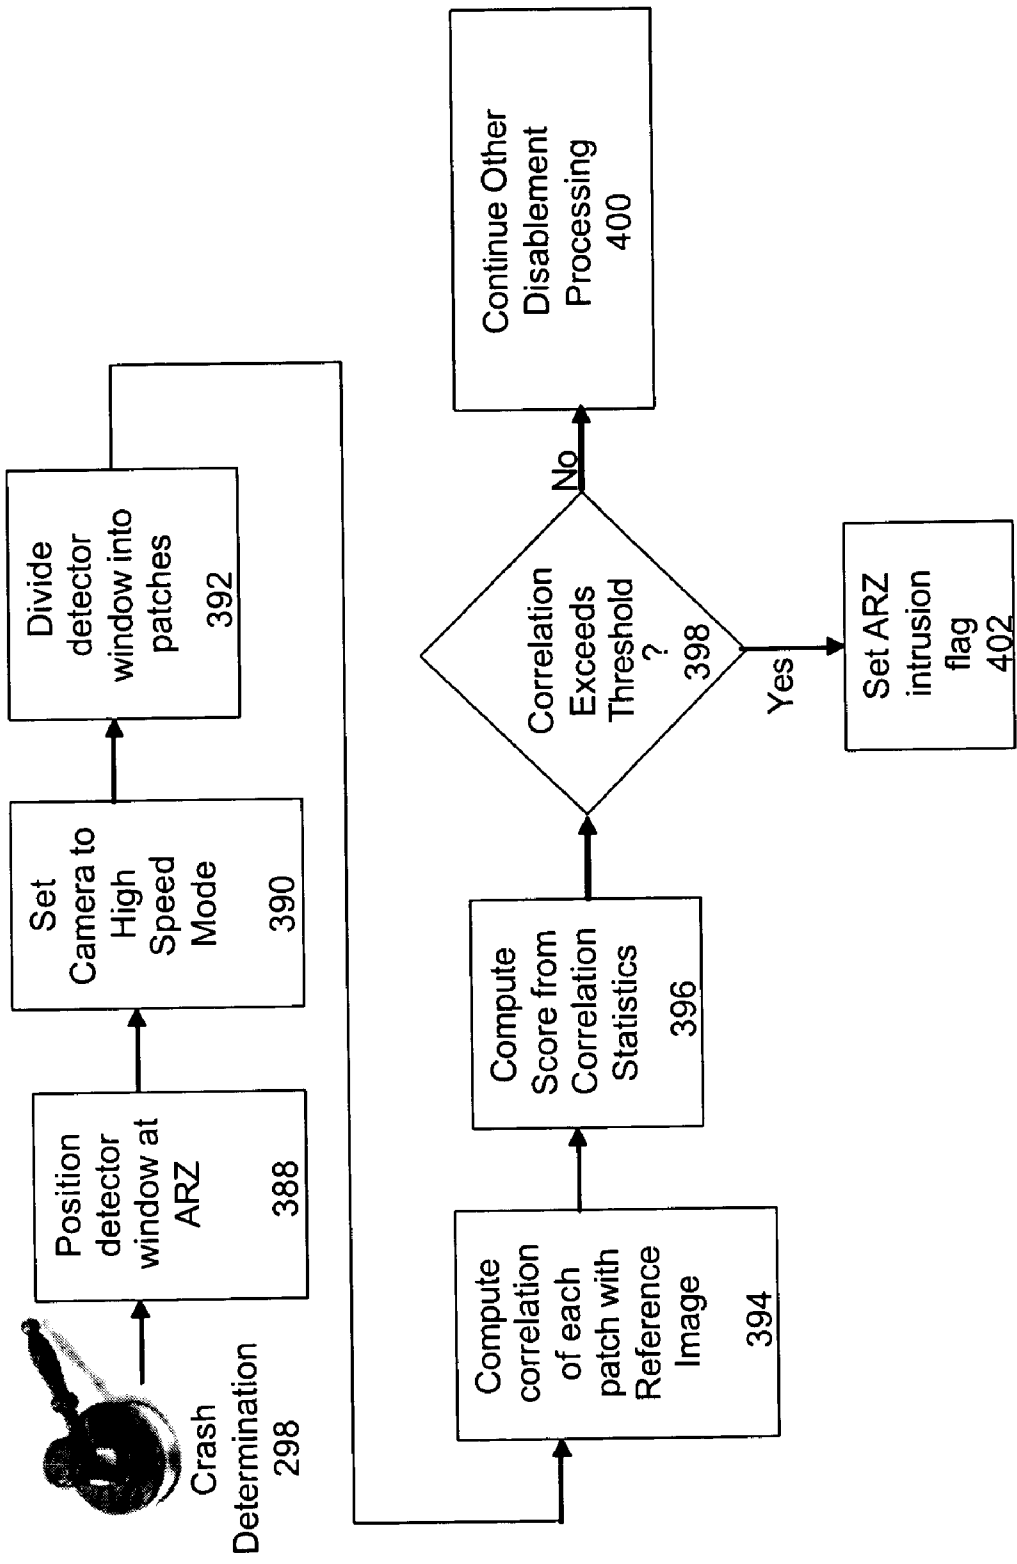 Crash
Determination
298
Position
detector
window at
ARZ
388
Set
Camera to
High
Speed
Mode
390
Divide
detector
window into
patches
392
Compute
correlation
of each
patch with
Reference
Image
394
Compute
Score from
Correlation
Statistics
396
Correlation
Exceeds
Threshold
?
398
No
Continue Other
Disablement
Processing
400
Yes
Set ARZ
intrusion
flag
402